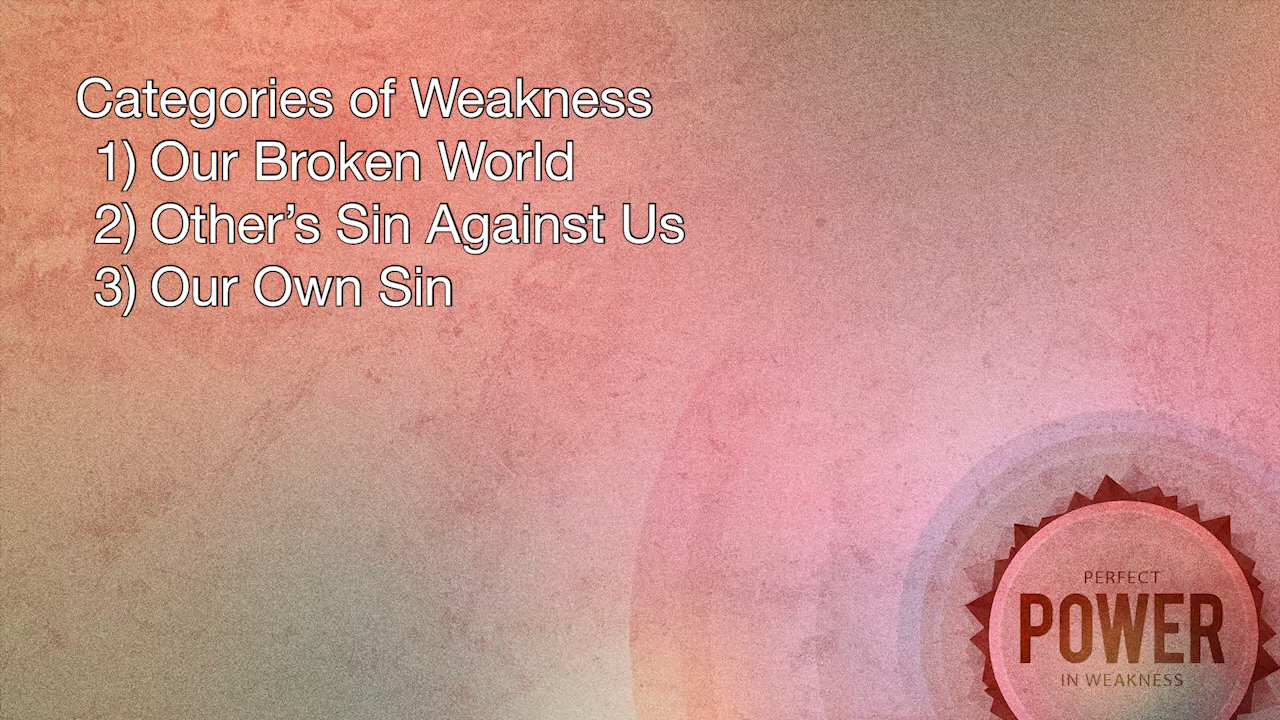 Categories of Weakness
1) Our Broken World
2) Other’s Sin Against Us
3) Our Own Sin
PERFECT
POWER
IN WEAKNESS